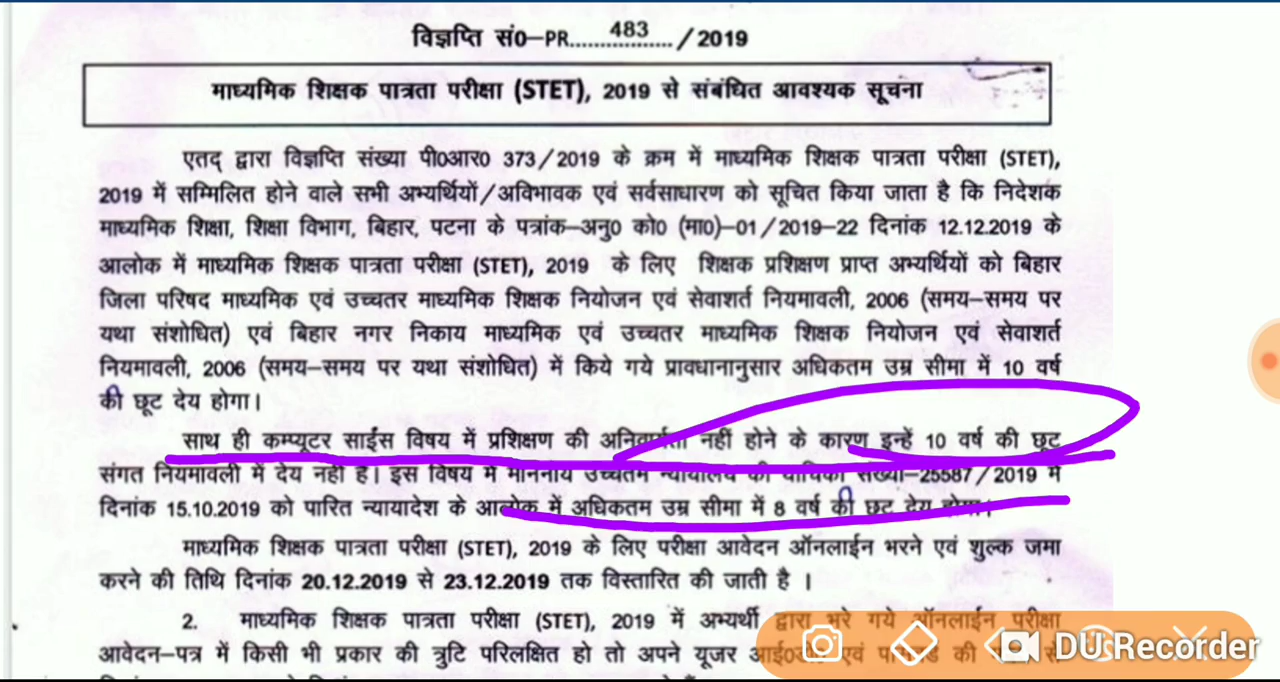 विज्ञप्ति सं0–PR.....483...../2019
माध्यमिक शिक्षक पात्रता परीक्षा (STET), 2019 से संबंधित आवश्यक सूचना
एतद् द्वारा विज्ञप्ति संख्या पी0आर0 373/2019 के क्रम में माध्यमिक शिक्षक पात्रता परीक्षा (STET),
2019 में सम्मिलित होने वाले सभी अभ्यर्थियों/अविभावक एवं सर्वसाधारण को सूचित किया जाता है कि निदेशक
माध्यमिक शिक्षा, शिक्षा विभाग, बिहार, पटना के पत्रांक–अनु0 को0 (मा0)–01/2019–22 दिनांक 12.12.2019 के
आलोक में माध्यमिक शिक्षक पात्रता परीक्षा (STET), 2019 के लिए शिक्षक प्रशिक्षण प्राप्त अभ्यर्थियों को बिहार
जिला परिषद माध्यमिक एवं उच्चतर माध्यमिक शिक्षक नियोजन एवं सेवाशर्त नियमावली, 2006 (समय–समय पर
यथा संशोधित) एवं बिहार नगर निकाय माध्यमिक एवं उच्चतर माध्यमिक शिक्षक नियोजन एवं सेवाशर्त
नियमावली, 2006 (समय–समय पर यथा संशोधित) में किये गये प्रावधानानुसार अधिकतम उम्र सीमा में 10 वर्ष
की छूट देय होगा।
साथ ही कम्प्यूटर साईंस विषय में प्रशिक्षण की अनिवार्यता नहीं होने के कारण इन्हें 10 वर्ष की छूट
संगत नियमावली में देय नहीं है। इस विषय में माननीय उच्चतम न्यायालय की याचिका संख्या–25587/2019 में
दिनांक 15.10.2019 को पारित न्यायादेश के आलोक में अधिकतम उम्र सीमा में 8 वर्ष की छूट देय होगा।
माध्यमिक शिक्षक पात्रता परीक्षा (STET), 2019 के लिए परीक्षा आवेदन ऑनलाईन भरने एवं शुल्क जमा
करने की तिथि दिनांक 20.12.2019 से 23.12.2019 तक विस्तारित की जाती है ।
2. माध्यमिक शिक्षक पात्रता परीक्षा (STET), 2019 में अभ्यर्थी द्वारा भरे गये ऑनलाईन परीक्षा
आवेदन–पत्र में किसी भी प्रकार की त्रुटि परिलक्षित हो तो अपने यूजर आई0डी0 एवं की
DU Recorder